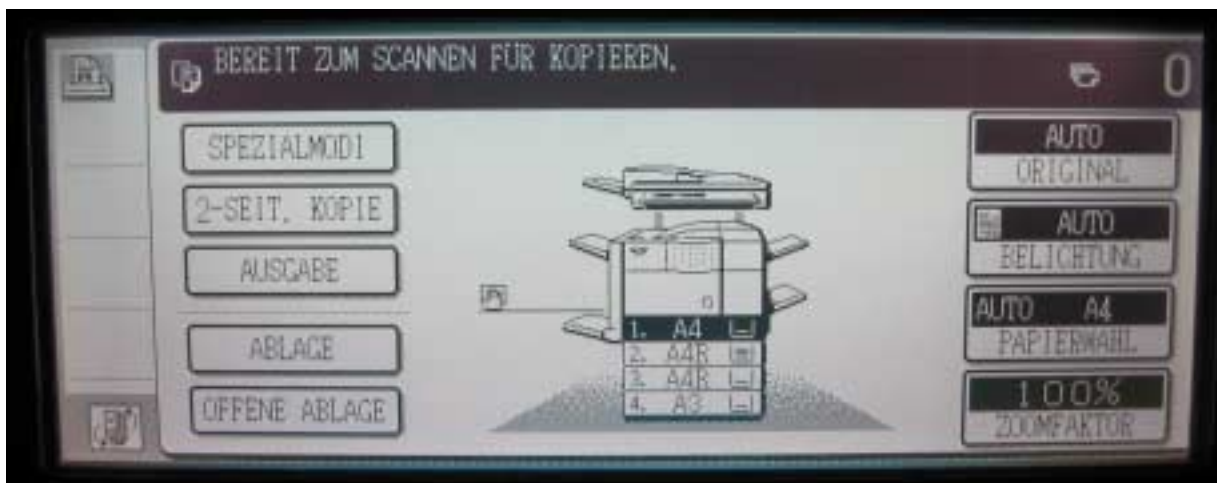 BEREIT ZUM SCANNEN FÜR KOPIEREN.
0
SPEZIALMODI
2-SEIT. KOPIE
AUSGABE
ABLAGE
OFFENE ABLAGE
1. A4
2. A4R
3. A4R
4. A3
AUTO
ORIGINAL
AUTO
BELICHTUNG
AUTO A4
PAPIERWAHL
100%
ZOOMFAKTOR